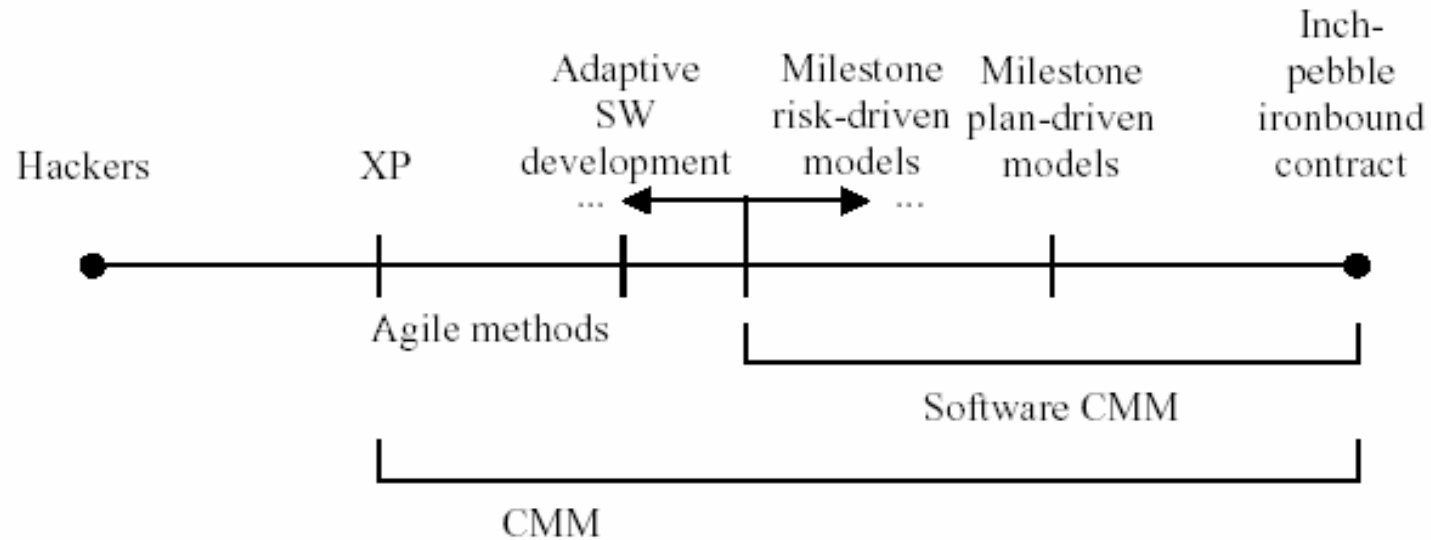 Hackers
XP
Adaptive
SW
development
Milestone
risk-driven
models
Milestone
plan-driven
models
Inch-
pebble
ironbound
contract
...
...
Agile methods
Software CMM
CMM